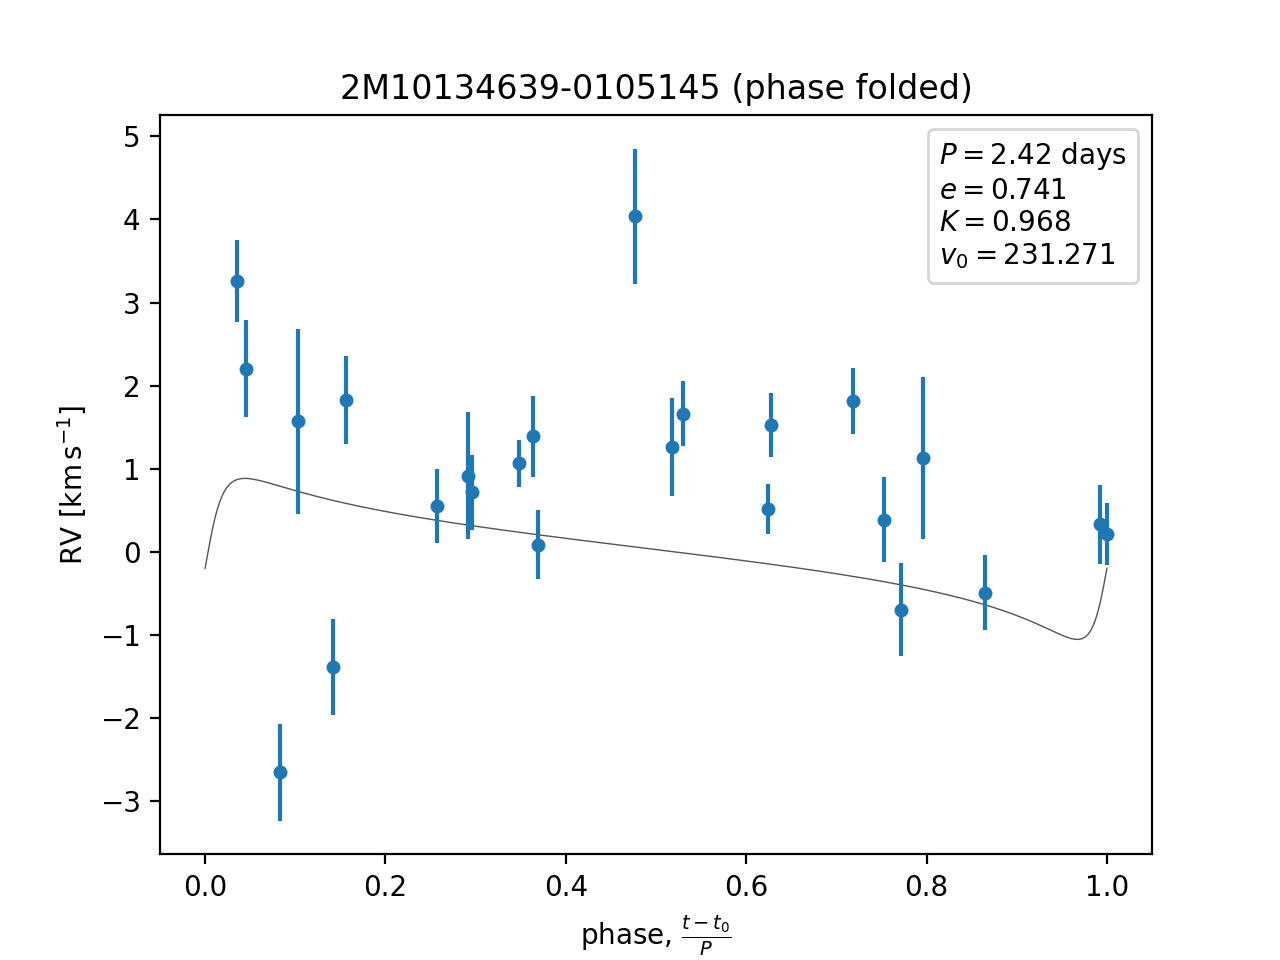 2M10134639-0105145 (phase folded)
P = 2.42 days
e = 0.741
K = 0.968
v₀ = 231.271
5
4
3
2
1
0
−1
−2
−3
RV [km s⁻¹]
0.0 0.2 0.4 0.6 0.8 1.0
phase, (t − t₀)/P